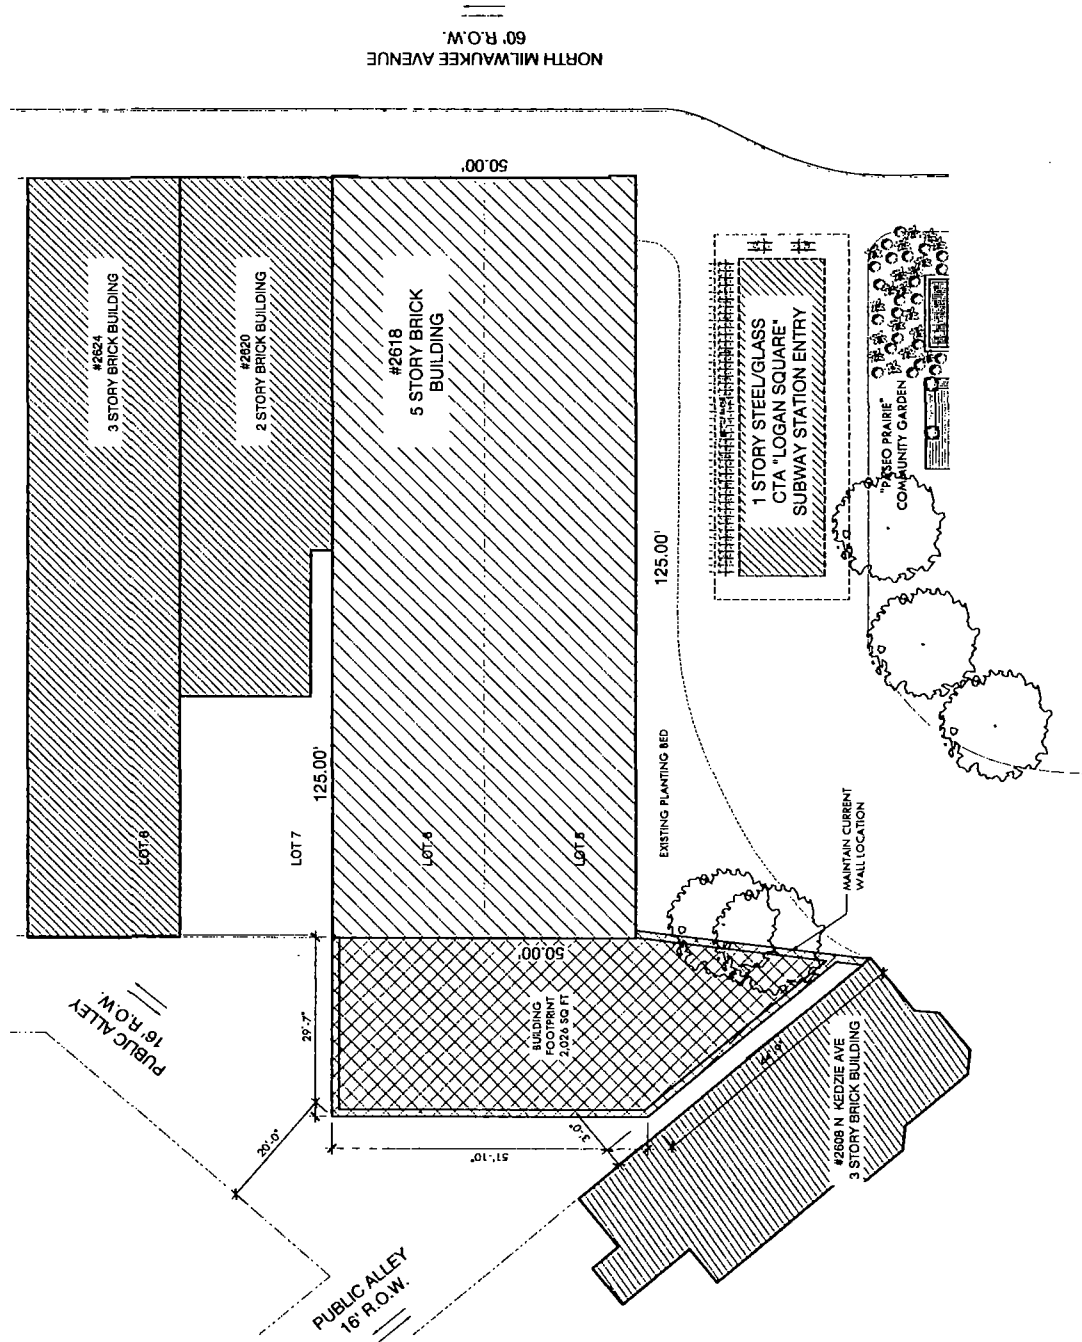 NORTH MILWAUKEE AVENUE
60' R.O.W.
50.00'
#2624
3 STORY BRICK BUILDING
#2620
2 STORY BRICK BUILDING
#2618
5 STORY BRICK
BUILDING
1 STORY STEEL/GLASS
CTA "LOGAN SQUARE"
SUBWAY STATION ENTRY
"PASEO PRAIRIE"
COMMUNITY GARDEN
125.00'
125.00'
LOT 8
LOT 7
LOT 6
LOT 5
EXISTING PLANTING BED
MAINTAIN CURRENT
WALL LOCATION
50.00'
PUBLIC ALLEY
16' R.O.W.
29'-7"
BUILDING
FOOTPRINT
2,026 SQ FT
20'-0"
51'-10"
3'-0"
#2608 N KEDZIE AVE
3 STORY BRICK BUILDING
PUBLIC ALLEY
16' R.O.W.